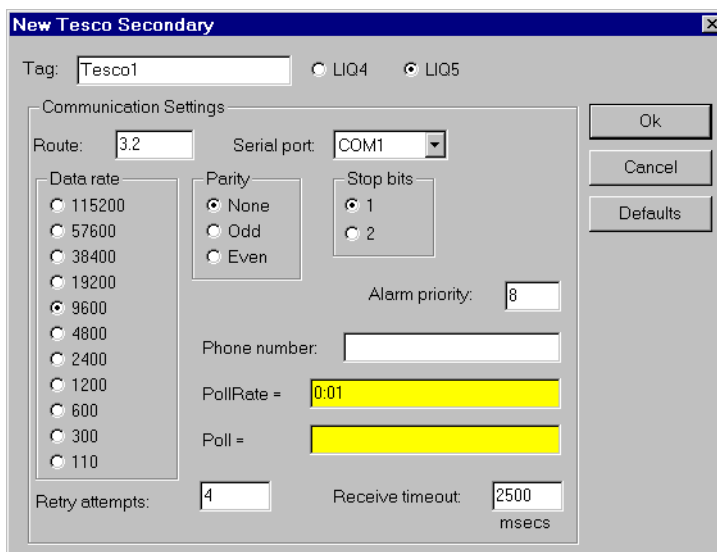 New Tesco Secondary
Tag: Tesco1 LIQ4 LIQ5
Communication Settings
Route: 3.2 Serial port: COM1
Data rate
115200
57600
38400
19200
9600
4800
2400
1200
600
300
110
Parity
None
Odd
Even
Stop bits
1
2
Alarm priority: 8
Phone number:
PollRate = 0:01
Poll =
Retry attempts: 4
Receive timeout: 2500
msecs
Ok
Cancel
Defaults